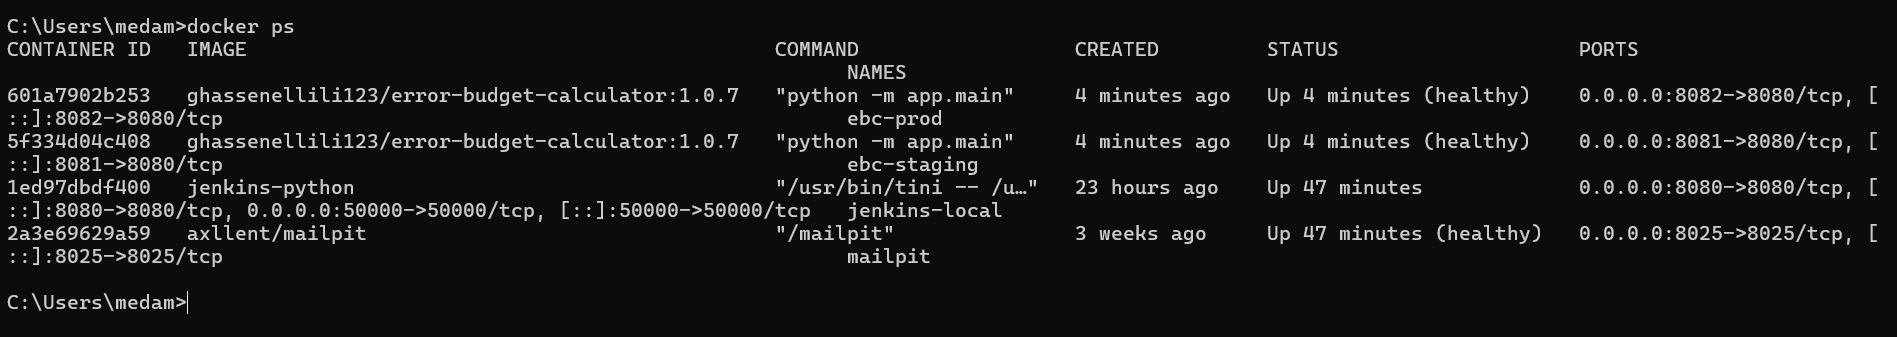 C:\Users\medam>docker ps
CONTAINER ID   IMAGE                                            COMMAND                  CREATED         STATUS                    PORTS
                                                                      NAMES
601a7902b253   ghassenellili123/error-budget-calculator:1.0.7   "python -m app.main"     4 minutes ago   Up 4 minutes (healthy)    0.0.0.0:8082->8080/tcp, [
::]:8082->8080/tcp                                                    ebc-prod
5f334d04c408   ghassenellili123/error-budget-calculator:1.0.7   "python -m app.main"     4 minutes ago   Up 4 minutes (healthy)    0.0.0.0:8081->8080/tcp, [
::]:8081->8080/tcp                                                    ebc-staging
1ed97dbdf400   jenkins-python                                   "/usr/bin/tini -- /u…"   23 hours ago    Up 47 minutes             0.0.0.0:8080->8080/tcp, [
::]:8080->8080/tcp, 0.0.0.0:50000->50000/tcp, [::]:50000->50000/tcp   jenkins-local
2a3e69629a59   axllent/mailpit                                  "/mailpit"               3 weeks ago     Up 47 minutes (healthy)   0.0.0.0:8025->8025/tcp, [
::]:8025->8025/tcp                                                    mailpit
C:\Users\medam>